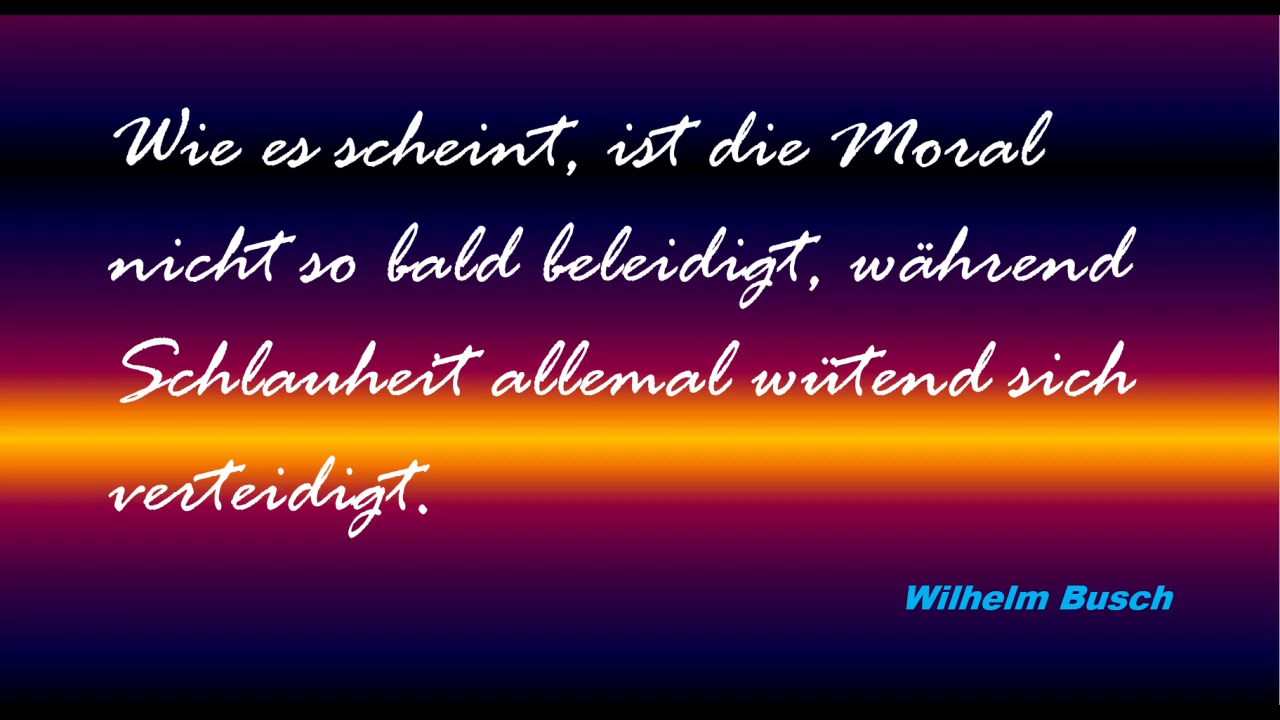 Wie es scheint, ist die Moral
nicht so bald beleidigt, während
Schlauheit allemal wütend sich
verteidigt.
Wilhelm Busch